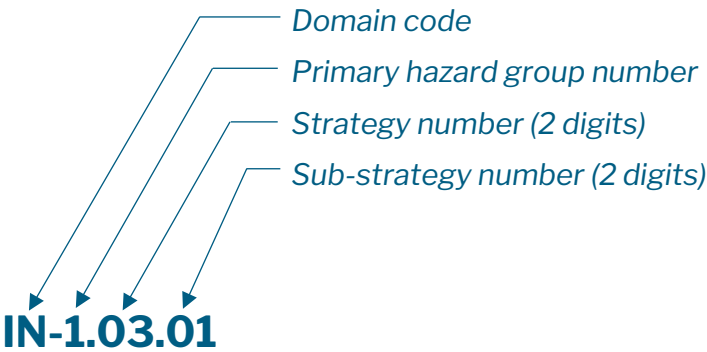 Domain code
Primary hazard group number
Strategy number (2 digits)
Sub-strategy number (2 digits)
IN-1.03.01